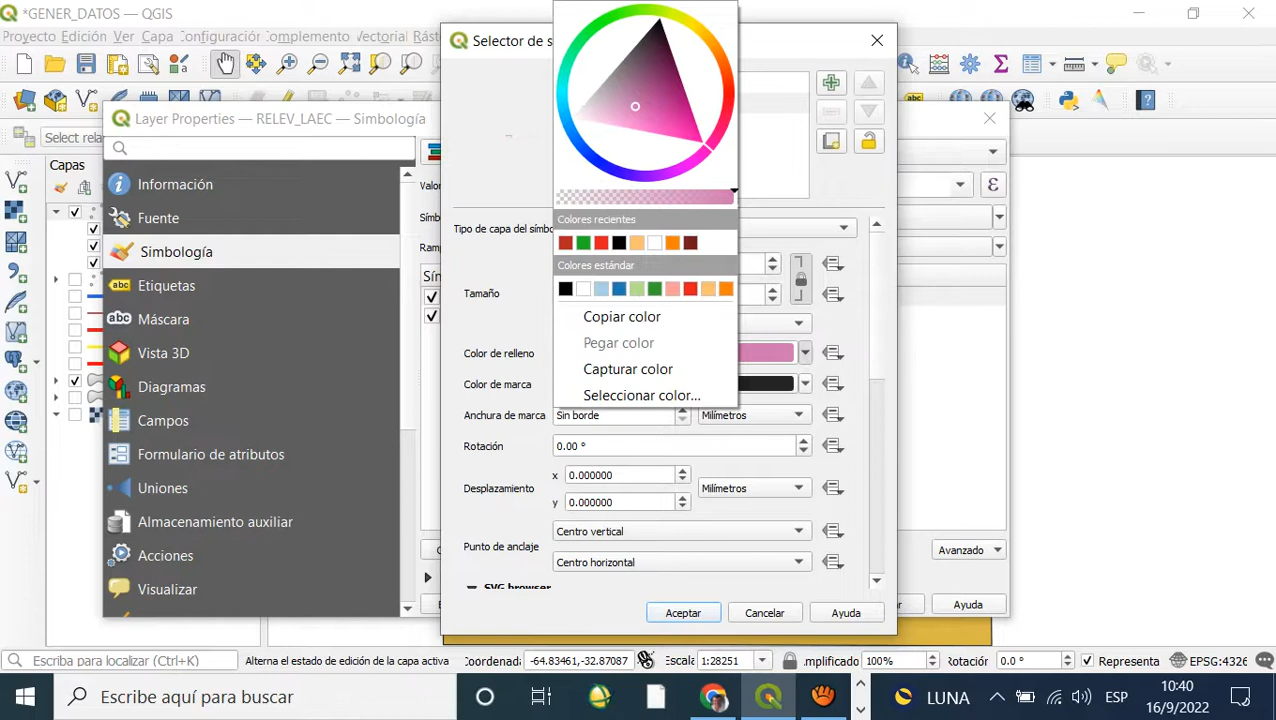 *GENER_DATOS — QGIS
Proyecto Edición Ver Capa Configuración Complemento Vectorial Ráste
Select rela
Capas
Layer Properties — RELEV_LAEC — Simbología
Información
Fuente
Simbología
Etiquetas
Máscara
Vista 3D
Diagramas
Campos
Formulario de atributos
Uniones
Almacenamiento auxiliar
Acciones
Visualizar
Valor
Símb
Ramp
Sín
Avanzado
Ayuda
Selector de s
Tipo de capa del símbo
Tamaño
Color de relleno
Color de marca
Anchura de marca
Sin borde
Milímetros
Rotación
0.00 °
Desplazamiento
x 0.000000
y 0.000000
Milímetros
Punto de anclaje
Centro vertical
Centro horizontal
SVG browser
Aceptar
Cancelar
Ayuda
Colores recientes
Colores estándar
Copiar color
Pegar color
Capturar color
Seleccionar color...
Escriba para localizar (Ctrl+K)
Alterna el estado de edición de la capa activa
Coordenada
-64.83461,-32.87087
Escala
1:28251
Amplificado
100%
Rotación
0.0 °
Representa
EPSG:4326
Escribe aquí para buscar
LUNA
ESP
10:40
16/9/2022